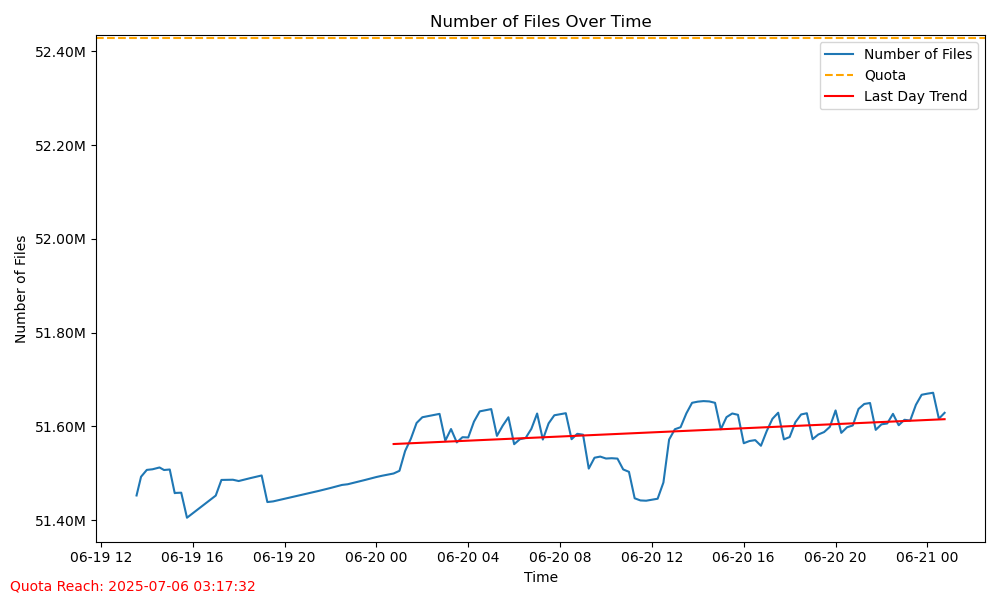 Number of Files Over Time
Number of Files
Quota
Last Day Trend
52.40M
52.20M
52.00M
51.80M
51.60M
51.40M
Number of Files
06-19 12 06-19 16 06-19 20 06-20 00 06-20 04 06-20 08 06-20 12 06-20 16 06-20 20 06-21 00
Time
Quota Reach: 2025-07-06 03:17:32